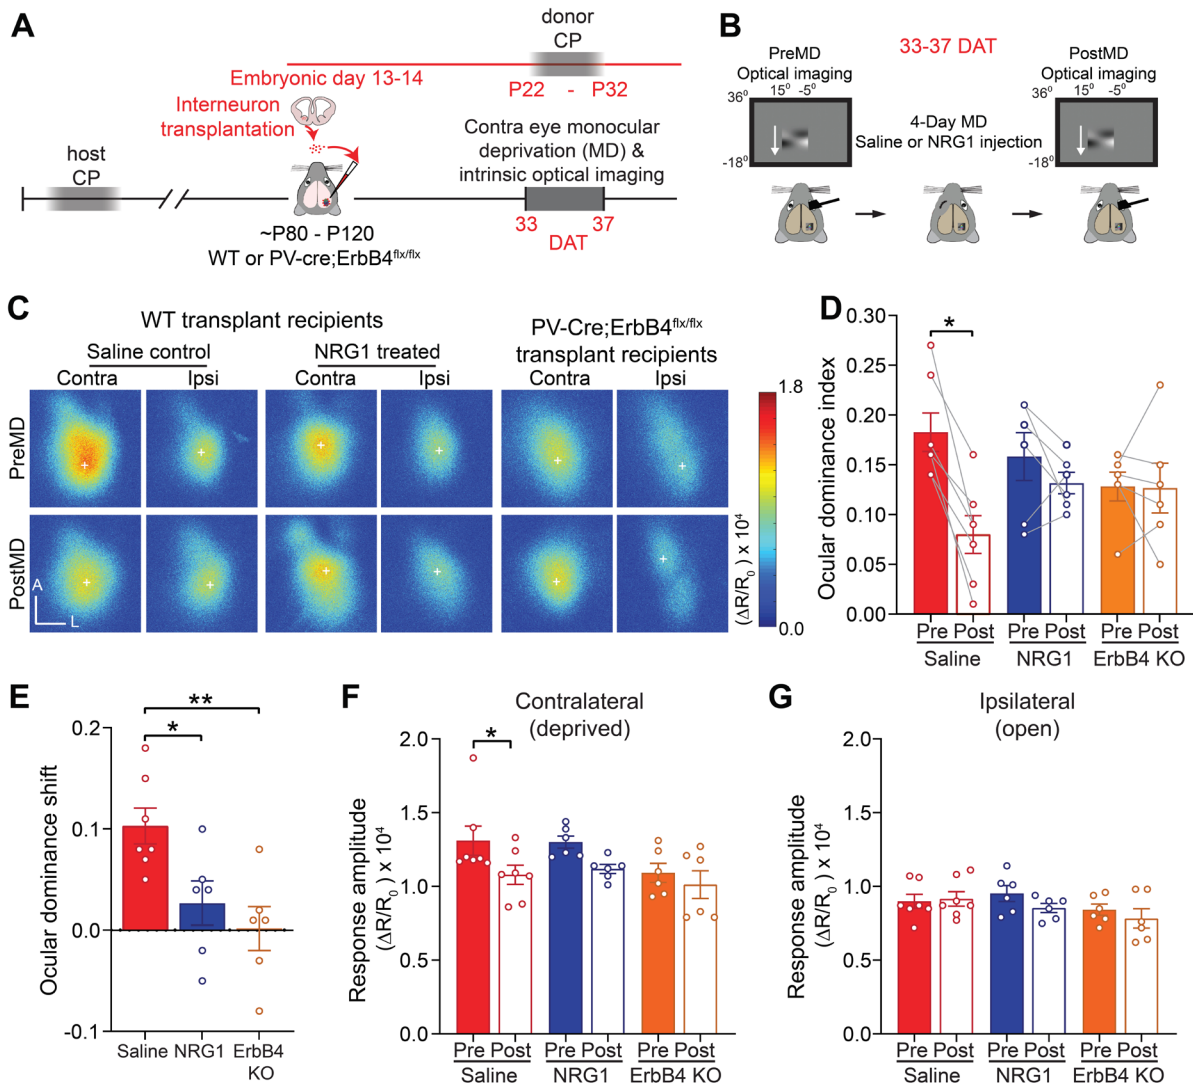 A
donor
CP
Embryonic day 13-14
P22 - P32
Interneuron
transplantation
host
CP
Contra eye monocular
deprivation (MD) &
intrinsic optical imaging
33 37
DAT
~P80 - P120
WT or PV-cre;ErbB4flx/flx
B
33-37 DAT
PreMD
Optical imaging
15o -5o
36o
-18o
4-Day MD
Saline or NRG1 injection
PostMD
Optical imaging
15o -5o
36o
-18o
C
WT transplant recipients
PV-Cre;ErbB4flx/flx
transplant recipients
Saline control
NRG1 treated
Contra Ipsi Contra Ipsi Contra Ipsi
PreMD
PostMD
A
L
1.8
0.0
(ΔR/R0 ) x 104
D
Ocular dominance index
0.30
0.25
0.20
0.15
0.10
0.05
0.00
*
Pre Post Pre Post Pre Post
Saline NRG1 ErbB4 KO
E
Ocular dominance shift
0.2
0.1
0.0
-0.1
**
*
Saline NRG1 ErbB4
KO
F
Contralateral
(deprived)
Response amplitude
(ΔR/R0 ) x 104
2.0
1.5
1.0
0.5
0.0
*
Pre Post Pre Post Pre Post
Saline NRG1 ErbB4 KO
G
Ipsilateral
(open)
Response amplitude
(ΔR/R0 ) x 104
2.0
1.5
1.0
0.5
0.0
Pre Post Pre Post Pre Post
Saline NRG1 ErbB4 KO